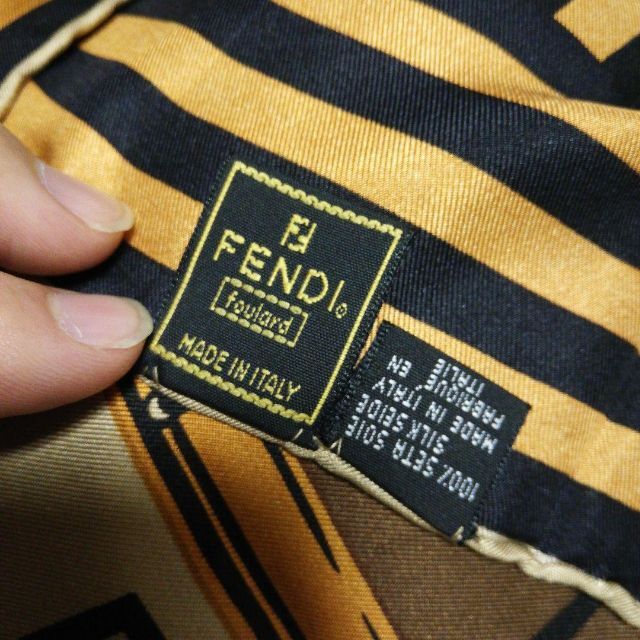 FF
FENDI®
foulard
MADE IN ITALY
100% SETA SOIE
SILK SEIDE
MADE IN ITALY
FABRIQUE EN
ITALIE